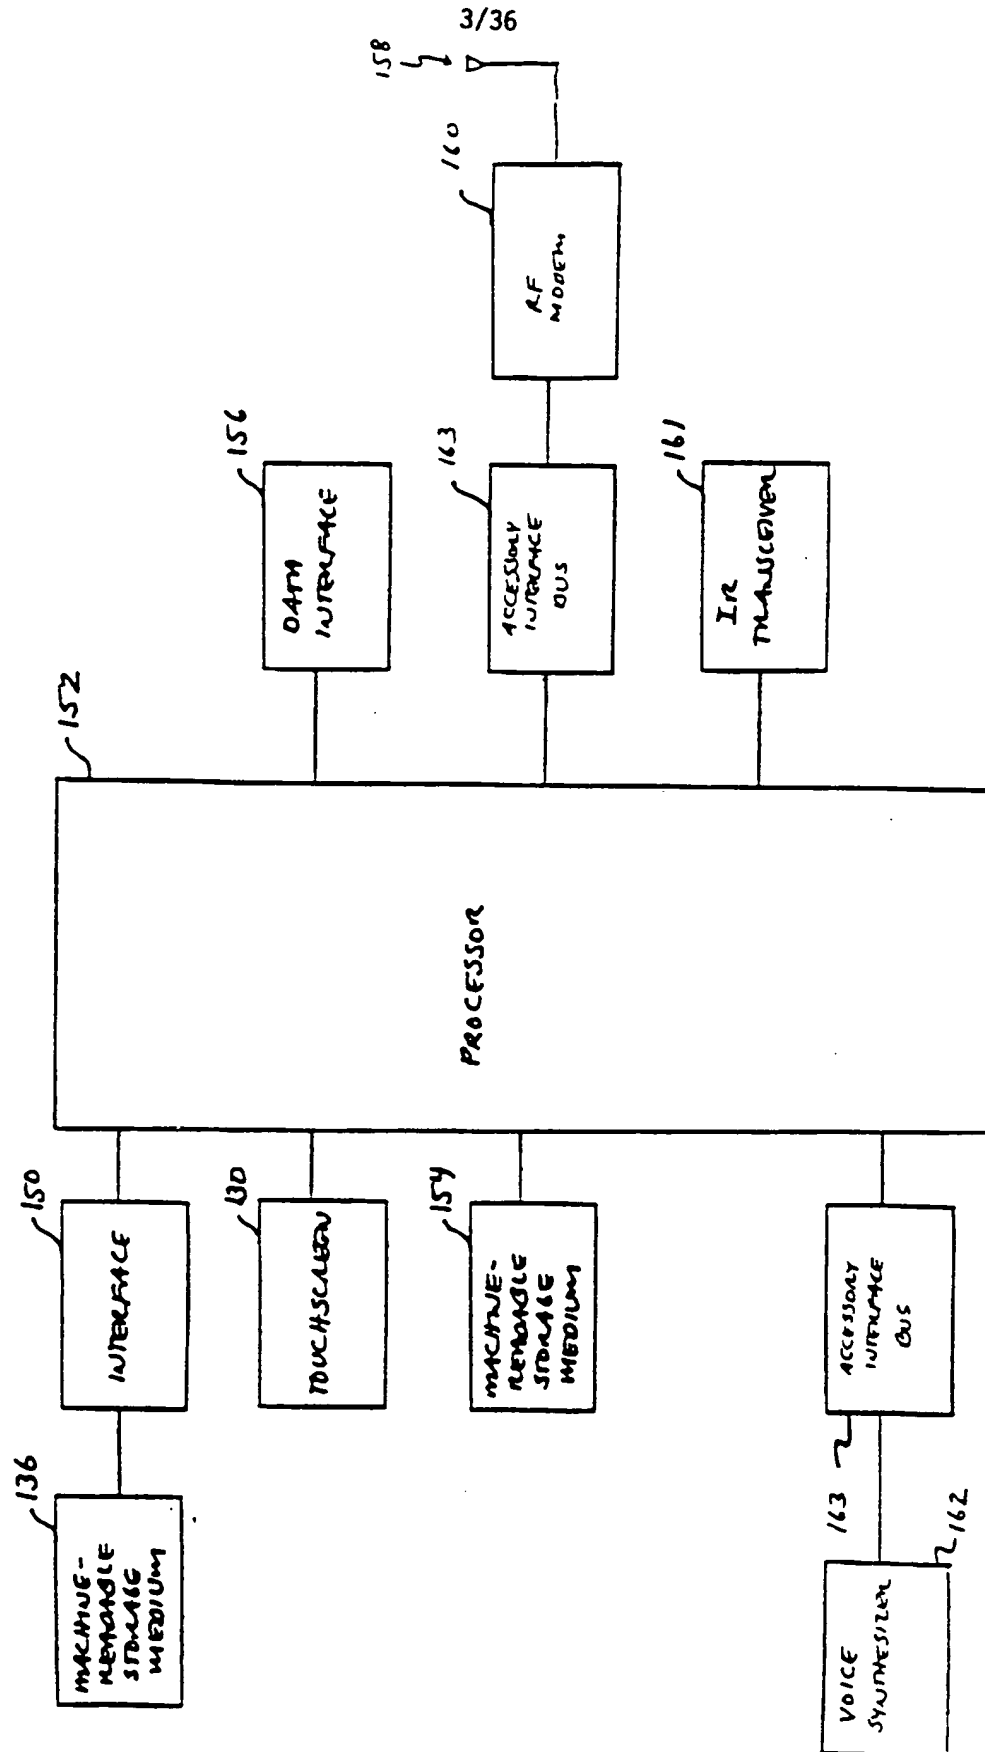 3/36
158
160
RF
MODEM
156
DATA
INTERFACE
163
ACCESSORY
INTERFACE
BUS
161
IR
TRANSCEIVER
152
PROCESSOR
150
INTERFACE
130
TOUCHSCREEN
154
MACHINE-
READABLE
STORAGE
MEDIUM
ACCESSORY
INTERFACE
BUS
136
MACHINE-
READABLE
STORAGE
MEDIUM
163
162
VOICE
SYNTHESIZER